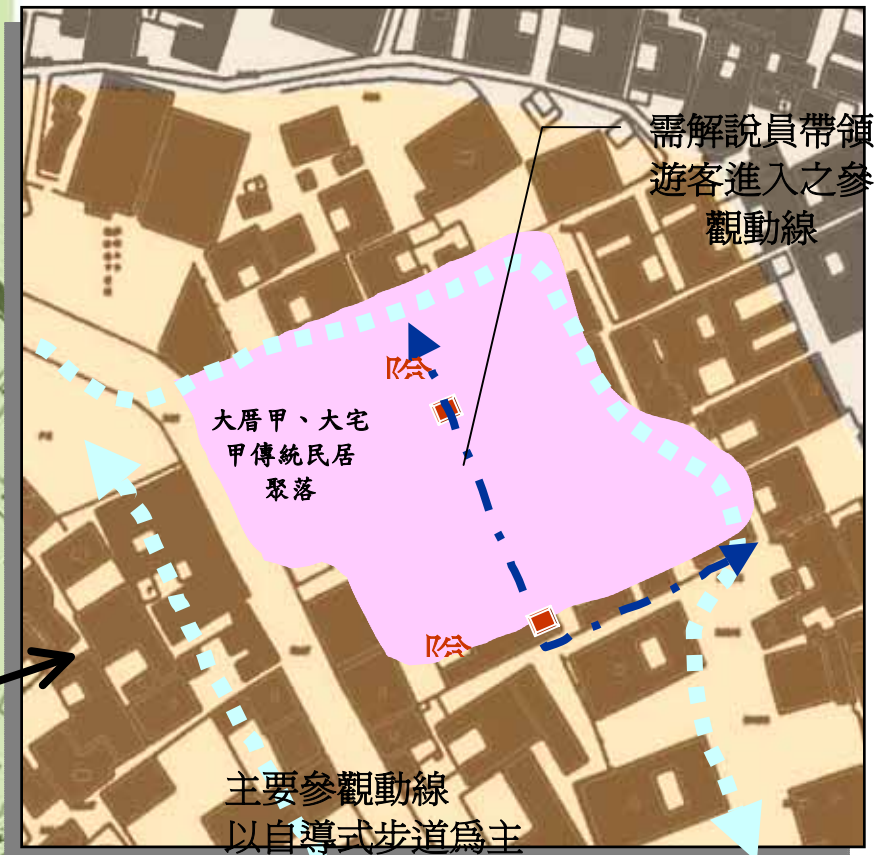 需解說員帶領
遊客進入之參
觀動線
大厝甲、大宅
甲傳統民居
聚落
主要參觀動線
以自導式步道為主